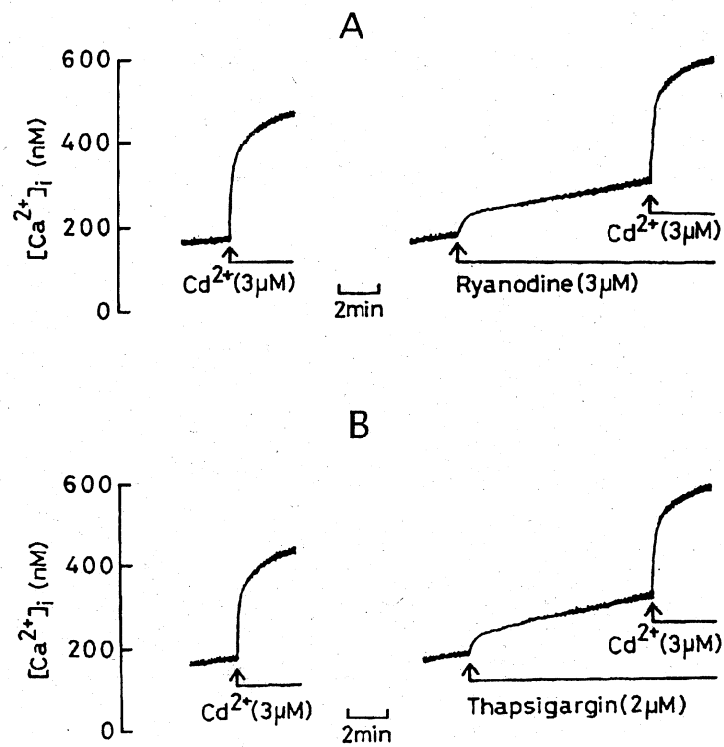 A
[Ca²⁺]ᵢ (nM)
600
400
200
0
Cd²⁺(3µM)
2min
Ryanodine(3µM)
Cd²⁺(3µM)
B
[Ca²⁺]ᵢ (nM)
600
400
200
0
Cd²⁺(3µM)
2min
Thapsigargin(2µM)
Cd²⁺(3µM)